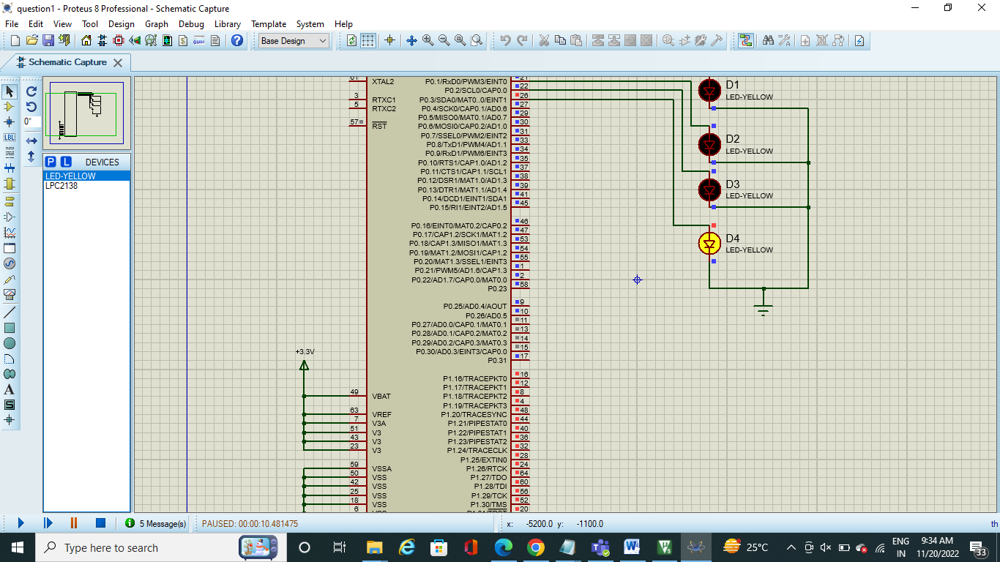 question1 - Proteus 8 Professional - Schematic Capture
File Edit View Tool Design Graph Debug Library Template System Help
Base Design
Schematic Capture
0°
LBL
P L DEVICES
LED-YELLOW
LPC2138
A
S
61 XTAL2
3 RTXC1
5 RTXC2
57 RST
+3.3V
49 VBAT
63 VREF
7 V3A
51 V3
43 V3
23 V3
59 VSSA
50 VSS
42 VSS
25 VSS
18 VSS
6 VSS
P0.1/RxD0/PWM3/EINT0 21
P0.2/SCL0/CAP0.0 22
P0.3/SDA0/MAT0..0/EINT1 26
P0.4/SCK0/CAP0.1/AD0.6 27
P0.5/MISO0/MAT0.1/AD0.7 29
P0.6/MOSI0/CAP0.2/AD1.0 30
P0.7/SSEL0/PWM2/EINT2 31
P0.8/TxD1/PWM4/AD1.1 33
P0.9/RxD1/PWM6/EINT3 34
P0.10/RTS1/CAP1.0/AD1.2 35
P0.11/CTS1/CAP1.1/SCL1 37
P0.12/DSR1/MAT1.0/AD1.3 38
P0.13/DTR1/MAT1.1/AD1.4 39
P0.14/DCD1/EINT1/SDA1 41
P0.15/RI1/EINT2/AD1.5 45
P0.16/EINT0/MAT0.2/CAP0.2 46
P0.17/CAP1.2/SCK1/MAT1.2 47
P0.18/CAP1.3/MISO1/MAT1.3 53
P0.19/MAT1.2/MOSI1/CAP1.2 54
P0.20/MAT1.3/SSEL1/EINT3 55
P0.21/PWM5/AD1.6/CAP1.3 1
P0.22/AD1.7/CAP0.0/MAT0.0 2
P0.23 58
P0.25/AD0.4/AOUT 9
P0.26/AD0.5 10
P0.27/AD0.0/CAP0.1/MAT0.1 11
P0.28/AD0.1/CAP0.2/MAT0.2 13
P0.29/AD0.2/CAP0.3/MAT0.3 14
P0.30/AD0.3/EINT3/CAP0.0 15
P0.31 17
P1.16/TRACEPKT0 16
P1.17/TRACEPKT1 12
P1.18/TRACEPKT2 8
P1.19/TRACEPKT3 4
P1.20/TRACESYNC 48
P1.21/PIPESTAT0 44
P1.22/PIPESTAT1 40
P1.23/PIPESTAT2 36
P1.24/TRACECLK 32
P1.25/EXTIN0 28
P1.26/RTCK 24
P1.27/TDO 64
P1.28/TDI 60
P1.29/TCK 56
P1.30/TMS 52
P1.31/TRST 20
D1
LED-YELLOW
D2
LED-YELLOW
D3
LED-YELLOW
D4
LED-YELLOW
5 Message(s) PAUSED: 00:00:10.481475 x: -5200.0 y: -1100.0 th
Type here to search
25°C
ENG
IN
9:34 AM
11/20/2022
33